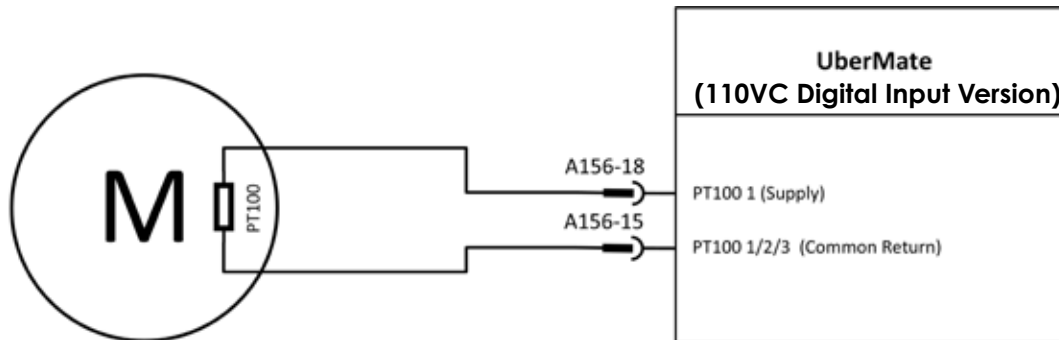 UberMate
(110VC Digital Input Version)
M
PT100
A156-18
PT100 1 (Supply)
A156-15
PT100 1/2/3 (Common Return)